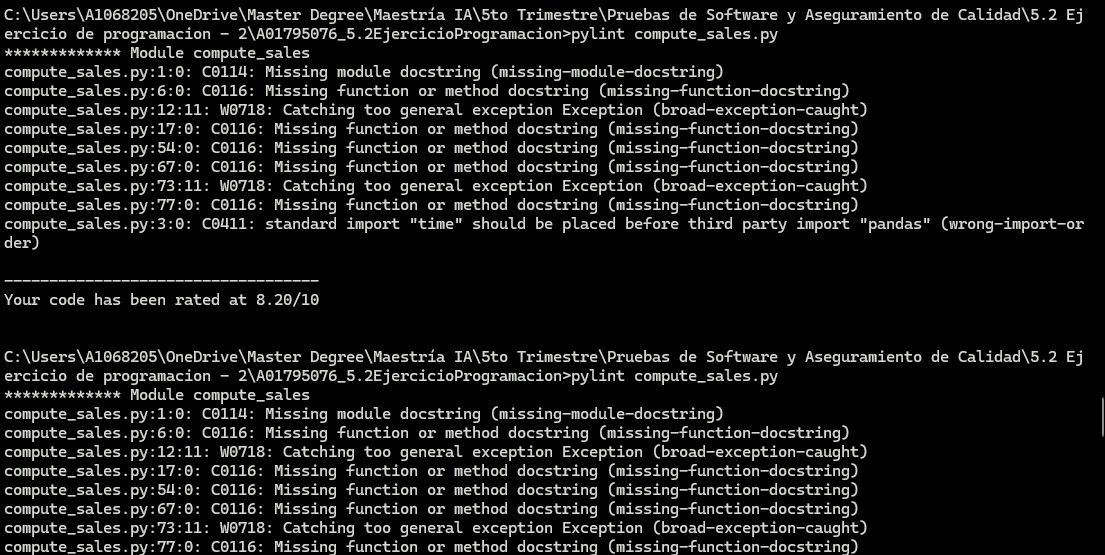 C:\Users\A1068205\OneDrive\Master Degree\Maestría IA\5to Trimestre\Pruebas de Software y Aseguramiento de Calidad\5.2 Ej
ercicio de programacion - 2\A01795076_5.2EjercicioProgramacion>pylint compute_sales.py
************* Module compute_sales
compute_sales.py:1:0: C0114: Missing module docstring (missing-module-docstring)
compute_sales.py:6:0: C0116: Missing function or method docstring (missing-function-docstring)
compute_sales.py:12:11: W0718: Catching too general exception Exception (broad-exception-caught)
compute_sales.py:17:0: C0116: Missing function or method docstring (missing-function-docstring)
compute_sales.py:54:0: C0116: Missing function or method docstring (missing-function-docstring)
compute_sales.py:67:0: C0116: Missing function or method docstring (missing-function-docstring)
compute_sales.py:73:11: W0718: Catching too general exception Exception (broad-exception-caught)
compute_sales.py:77:0: C0116: Missing function or method docstring (missing-function-docstring)
compute_sales.py:3:0: C0411: standard import "time" should be placed before third party import "pandas" (wrong-import-or
der)
-----------------------------------
Your code has been rated at 8.20/10
C:\Users\A1068205\OneDrive\Master Degree\Maestría IA\5to Trimestre\Pruebas de Software y Aseguramiento de Calidad\5.2 Ej
ercicio de programacion - 2\A01795076_5.2EjercicioProgramacion>pylint compute_sales.py
************* Module compute_sales
compute_sales.py:1:0: C0114: Missing module docstring (missing-module-docstring)
compute_sales.py:6:0: C0116: Missing function or method docstring (missing-function-docstring)
compute_sales.py:12:11: W0718: Catching too general exception Exception (broad-exception-caught)
compute_sales.py:17:0: C0116: Missing function or method docstring (missing-function-docstring)
compute_sales.py:54:0: C0116: Missing function or method docstring (missing-function-docstring)
compute_sales.py:67:0: C0116: Missing function or method docstring (missing-function-docstring)
compute_sales.py:73:11: W0718: Catching too general exception Exception (broad-exception-caught)
compute_sales.py:77:0: C0116: Missing function or method docstring (missing-function-docstring)